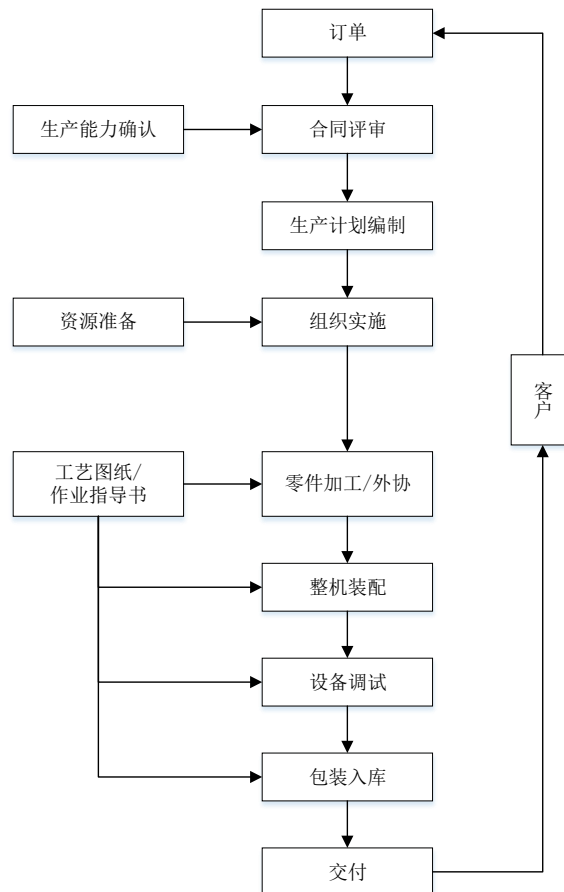 订单
生产能力确认
合同评审
生产计划编制
资源准备
组织实施
客
户
工艺图纸/
作业指导书
零件加工/外协
整机装配
设备调试
包装入库
交付